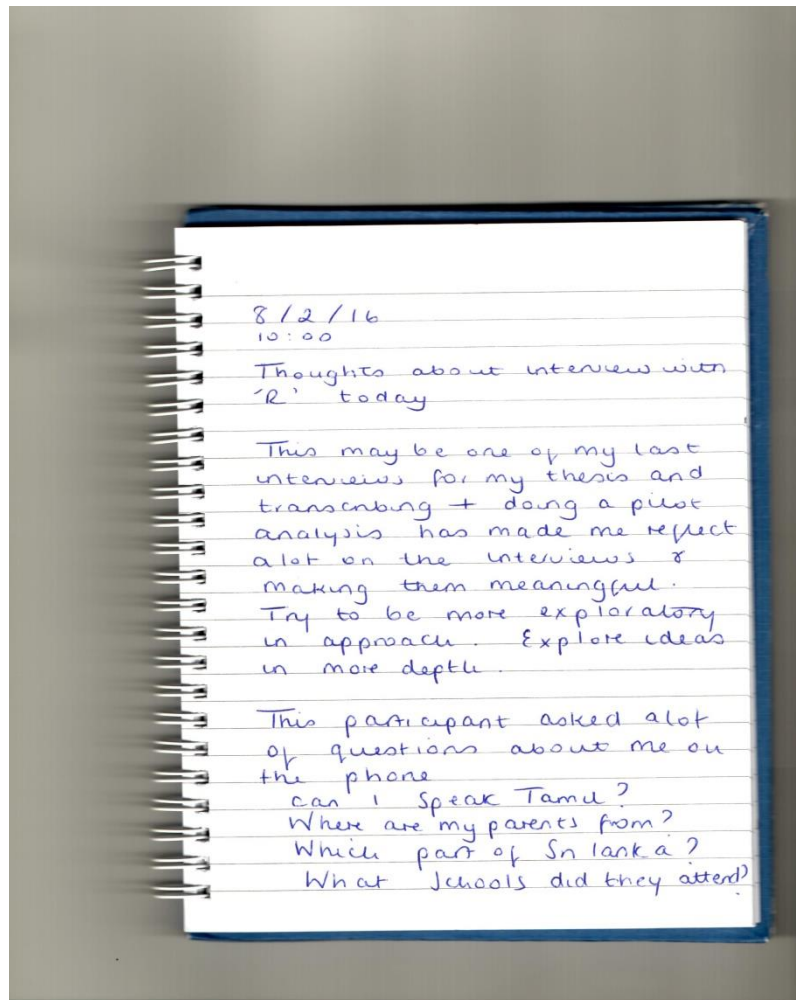 8/2/16
10:00
Thoughts about interview with
'R' today
This may be one of my last
interviews for my thesis and
transcribing + doing a pilot
analysis has made me reflect
alot on the interviews &
making them meaningful.
Try to be more exploratory
in approach. Explore ideas
in more depth.
This participant asked alot
of questions about me on
the phone
can I speak Tamil?
Where are my parents from?
Which part of Sri lanka?
What Schools did they attend?